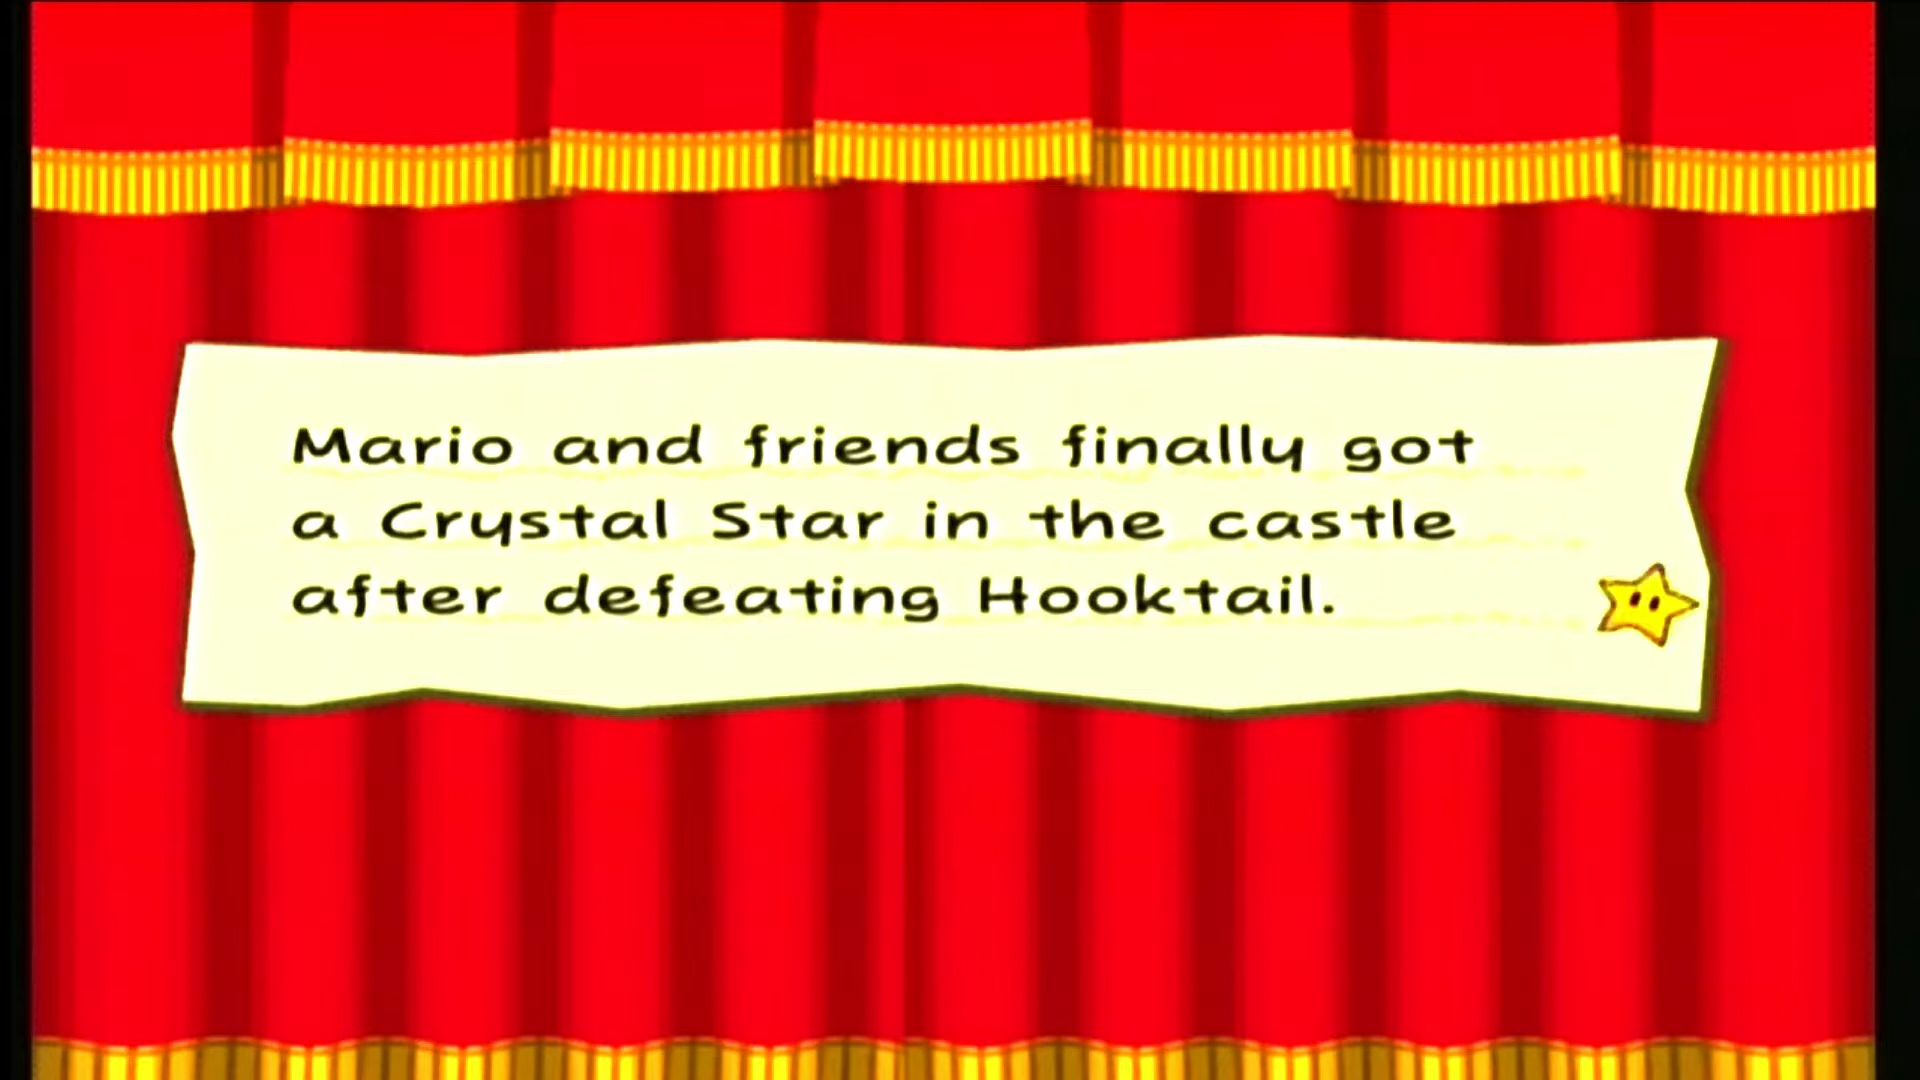 Mario and friends finally got
a Crystal Star in the castle
after defeating Hooktail.